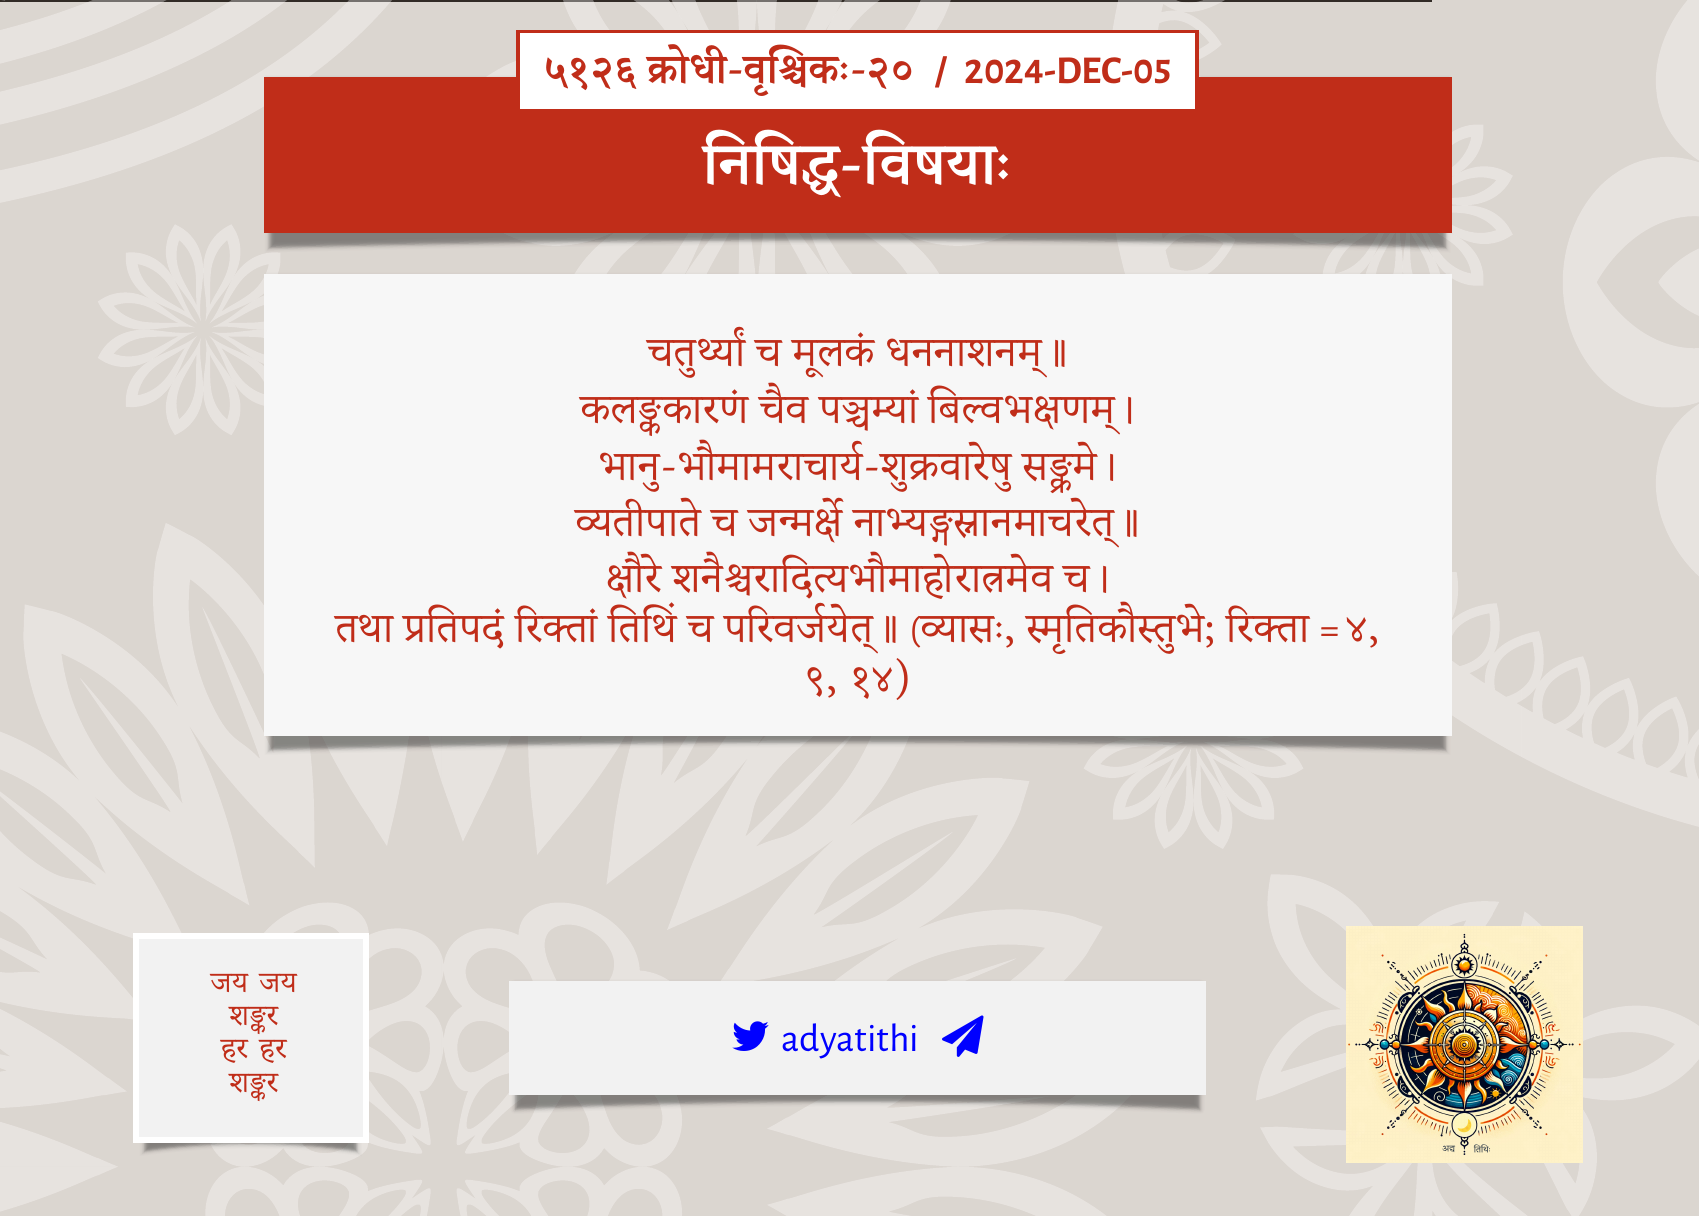 ५१२६ क्रोधी-वृश्चिकः-२० / 2024-DEC-05
निषिद्ध-विषयाः
चतुर्थ्यां च मूलकं धननाशनम्॥
कलङ्ककारणं चैव पञ्चम्यां बिल्वभक्षणम्।
भानु-भौमामराचार्य-शुक्रवारेषु सङ्क्रमे।
व्यतीपाते च जन्मर्क्षे नाभ्यङ्गस्नानमाचरेत्॥
क्षौरे शनैश्चरादित्यभौमाहोरात्रमेव च।
तथा प्रतिपदं रिक्तां तिथिं च परिवर्जयेत्॥ (व्यासः, स्मृतिकौस्तुभे; रिक्ता = ४,
९, १४)
जय जय
शङ्कर
हर हर
शङ्कर
adyatithi
अद्य तिथिः